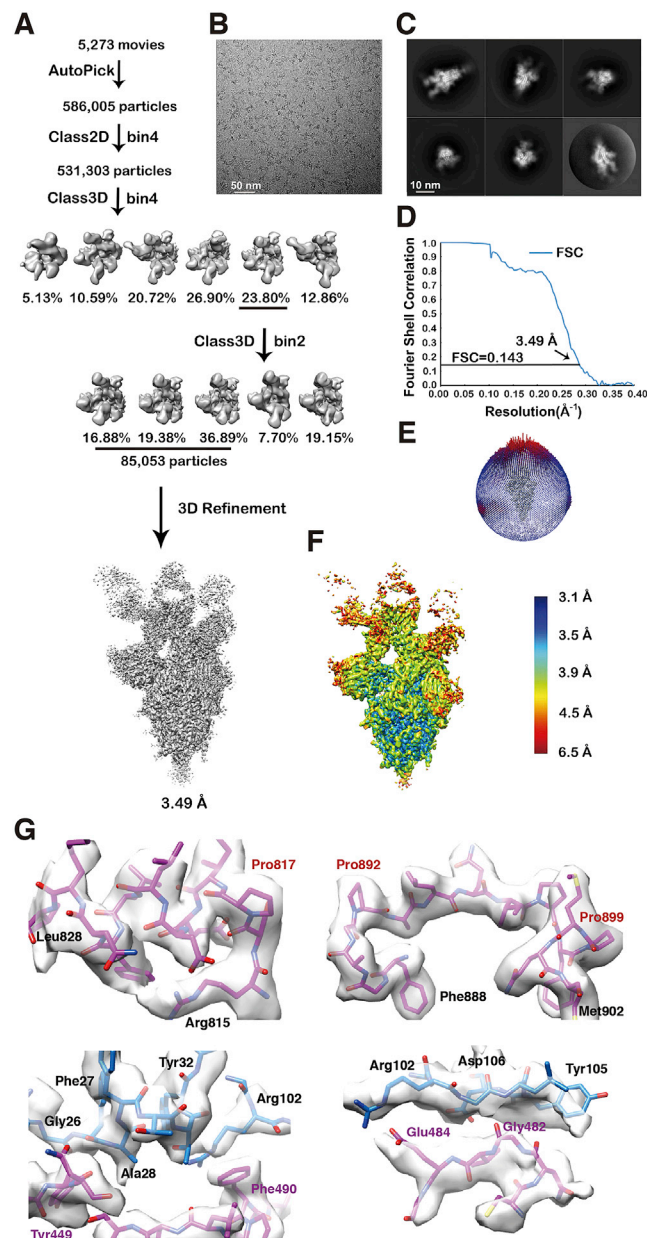 A
5,273 movies
AutoPick
586,005 particles
Class2D bin4
531,303 particles
Class3D bin4
5.13% 10.59% 20.72% 26.90% 23.80% 12.86%
Class3D bin2
16.88% 19.38% 36.89% 7.70% 19.15%
85,053 particles
3D Refinement
3.49 Å
B
50 nm
C
10 nm
D
Fourier Shell Correlation
1.0
0.9
0.8
0.7
0.6
0.5
0.4
0.3
0.2
0.1
0.0
FSC
3.49 Å
FSC=0.143
0.00 0.05 0.10 0.15 0.20 0.25 0.30 0.35 0.40
Resolution(Å-1)
E
F
3.1 Å
3.5 Å
3.9 Å
4.5 Å
6.5 Å
G
Pro817
Leu828
Arg815
Pro892
Pro899
Phe888
Met902
Tyr32
Phe27
Arg102
Gly26
Ala28
Phe490
Tyr449
Asp106
Arg102
Tyr105
Glu484
Gly482